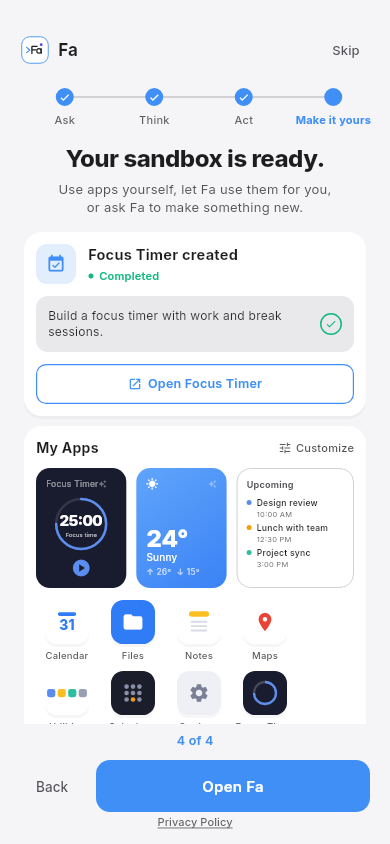 >Fa Fa Skip
Ask Think Act Make it yours
Your sandbox is ready.
Use apps yourself, let Fa use them for you,
or ask Fa to make something new.
Focus Timer created
Completed
Build a focus timer with work and break
sessions.
Open Focus Timer
My Apps Customize
Focus Timer
25:00
Focus time
24°
Sunny
↑ 26° ↓ 15°
Upcoming
Design review
10:00 AM
Lunch with team
12:30 PM
Project sync
3:00 PM
31
Calendar Files Notes Maps
4 of 4
Back Open Fa
Privacy Policy